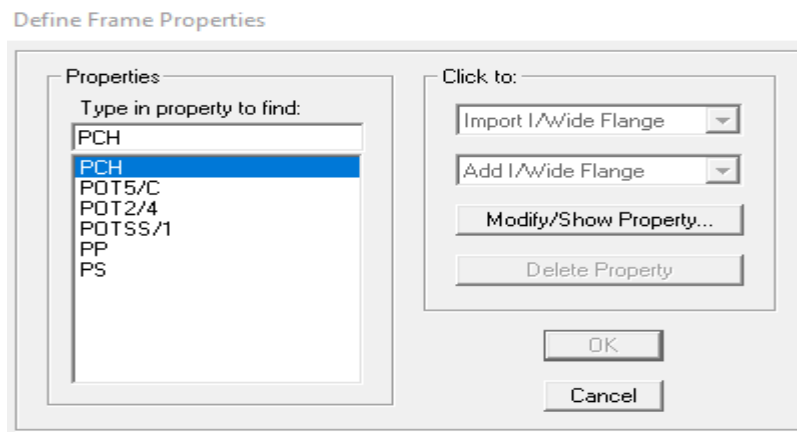 Define Frame Properties
Properties
Type in property to find:
PCH
PCH
POT5/C
POT2/4
POTSS/1
PP
PS
Click to:
Import I/Wide Flange
Add I/Wide Flange
Modify/Show Property...
Delete Property
OK
Cancel